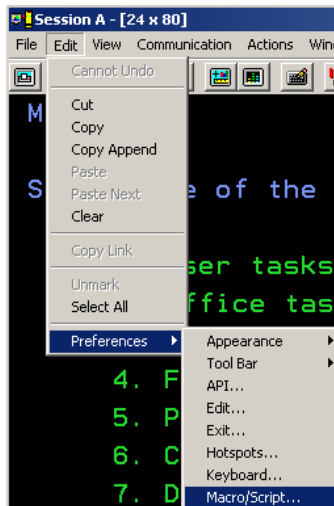 Session A - [24 x 80]
File Edit View Communication Actions Win
Cannot Undo
M
Cut
Copy
Copy Append
Paste
S e of the
Paste Next
Clear
Copy Link
ser tasks
Unmark
ffice tas
Select All
Preferences Appearance
Tool Bar
4. F API...
Edit...
5. P Exit...
6. C Hotspots...
Keyboard...
7. D Macro/Script...